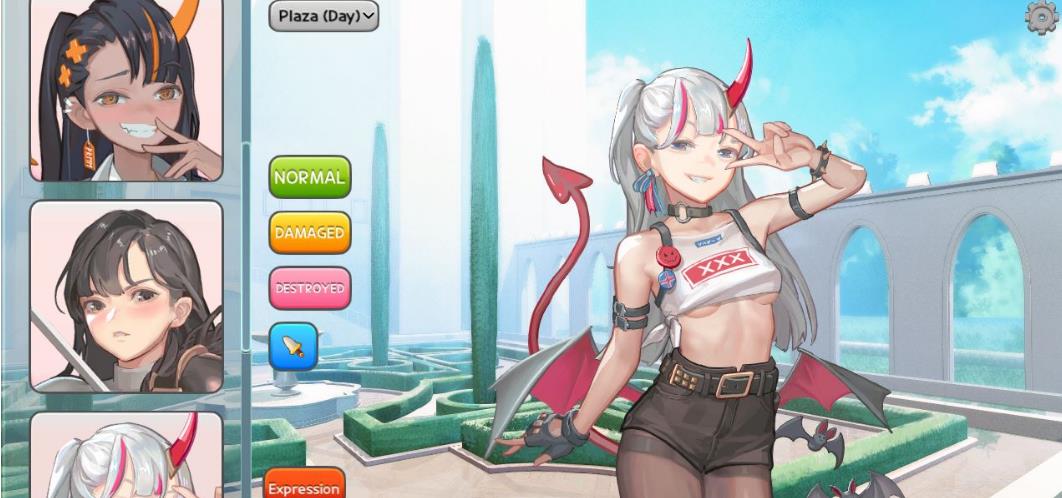 Plaza (Day)
NORMAL
DAMAGED
DESTROYED
XXX
Expression